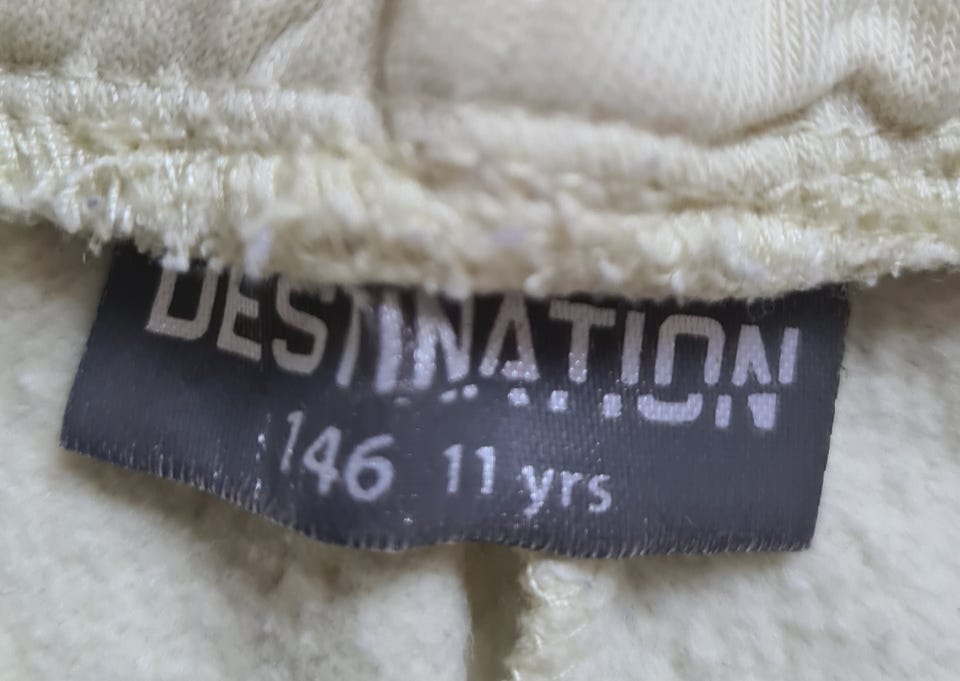 DESTINATION
146 11 yrs